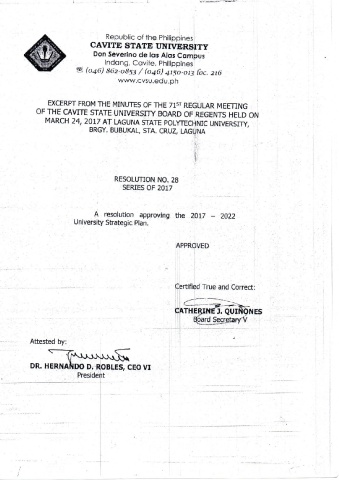 Republic of the Philippines
CAVITE STATE UNIVERSITY
Don Severino de las Alas Campus
Indang, Cavite, Philippines
☏ (046) 862-0853 / (046) 4150-013 loc. 216
www.cvsu.edu.ph
EXCERPT FROM THE MINUTES OF THE 71ST REGULAR MEETING
OF THE CAVITE STATE UNIVERSITY BOARD OF REGENTS HELD ON
MARCH 24, 2017 AT LAGUNA STATE POLYTECHNIC UNIVERSITY,
BRGY. BUBUKAL, STA. CRUZ, LAGUNA
RESOLUTION NO. 28
SERIES OF 2017
A resolution approving the 2017 – 2022
University Strategic Plan.
APPROVED
Certified True and Correct:
CATHERINE J. QUIÑONES
Board Secretary V
Attested by:
DR. HERNANDO D. ROBLES, CEO VI
President